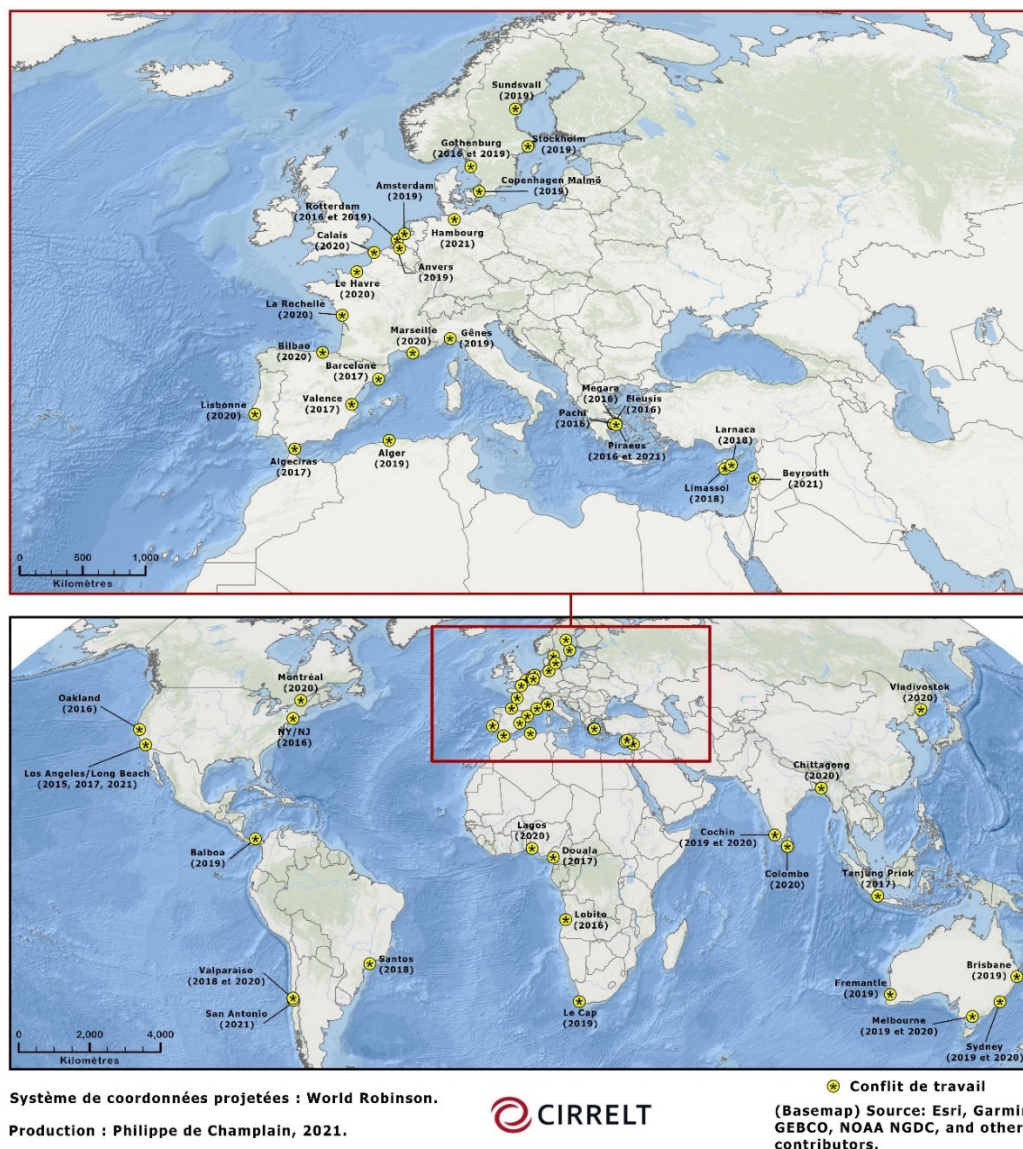 Sundsvall
(2019)
Gothenburg
(2016 et 2019)
Stockholm
(2019)
Amsterdam
(2019)
Copenhagen Malmö
(2019)
Rotterdam
(2016 et 2019)
Hambourg
(2021)
Calais
(2020)
Anvers
(2019)
Le Havre
(2020)
La Rochelle
(2020)
Marseille
(2020)
Gênes
(2019)
Bilbao
(2020)
Barcelone
(2017)
Valence
(2017)
Megara
(2016)
Eleusis
(2016)
Lisbonne
(2020)
Pachi
(2016)
Piraeus
(2016 et 2021)
Larnaca
(2018)
Algeciras
(2017)
Alger
(2019)
Limassol
(2018)
Beyrouth
(2021)
0 500 1,000
Kilomètres
Montréal
(2020)
Vladivostok
(2020)
Oakland
(2016)
NY/NJ
(2016)
Los Angeles/Long Beach
(2015, 2017, 2021)
Chittagong
(2020)
Lagos
(2020)
Cochin
(2019 et 2020)
Balboa
(2019)
Douala
(2017)
Colombo
(2020)
Tanjung Priok
(2017)
Lobito
(2016)
Santos
(2018)
Valparaiso
(2018 et 2020)
Brisbane
(2019)
Fremantle
(2019)
San Antonio
(2021)
Le Cap
(2019)
Melbourne
(2019 et 2020)
Sydney
(2019 et 2020)
0 2,000 4,000
Kilomètres
Système de coordonnées projetées : World Robinson.
Production : Philippe de Champlain, 2021.
CIRRELT
Conflit de travail
(Basemap) Source: Esri, Garmin
GEBCO, NOAA NGDC, and other
contributors.